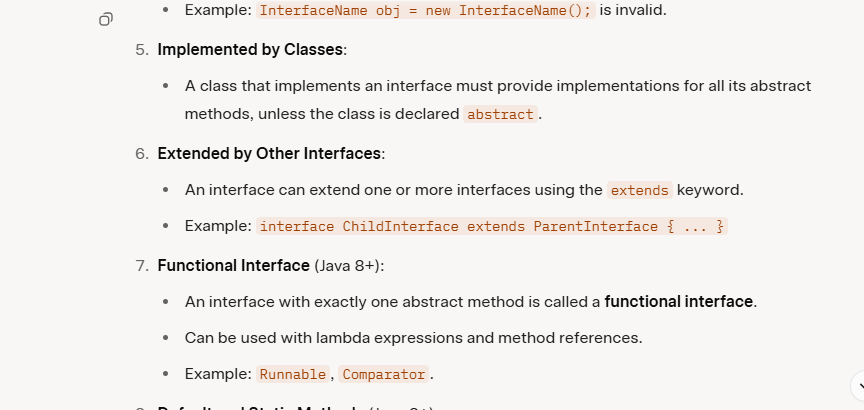 Example: InterfaceName obj = new InterfaceName(); is invalid.
5. Implemented by Classes:
A class that implements an interface must provide implementations for all its abstract
methods, unless the class is declared abstract.
6. Extended by Other Interfaces:
An interface can extend one or more interfaces using the extends keyword.
Example: interface ChildInterface extends ParentInterface { ... }
7. Functional Interface (Java 8+):
An interface with exactly one abstract method is called a functional interface.
Can be used with lambda expressions and method references.
Example: Runnable, Comparator.